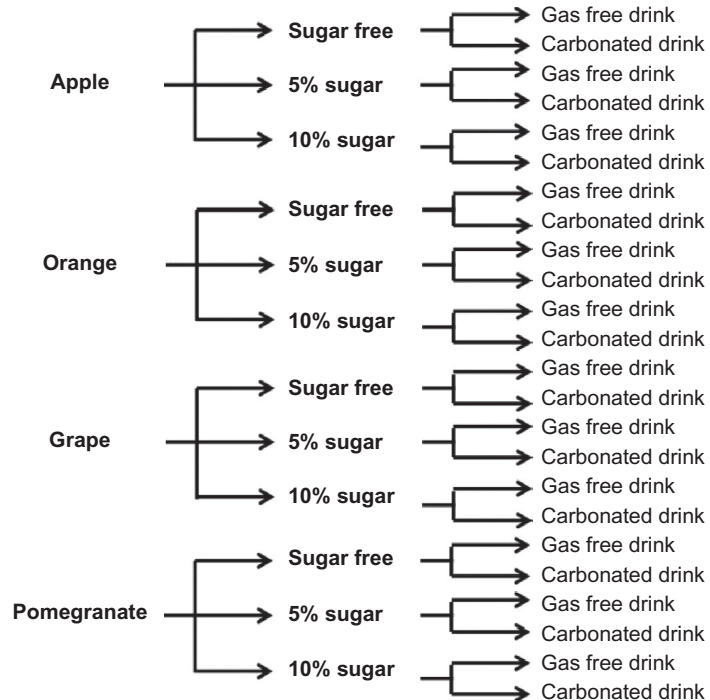 Gas free drink
Sugar free
Carbonated drink
Gas free drink
Apple
5% sugar
Carbonated drink
Gas free drink
10% sugar
Carbonated drink
Gas free drink
Sugar free
Carbonated drink
Gas free drink
Orange
5% sugar
Carbonated drink
Gas free drink
10% sugar
Carbonated drink
Gas free drink
Sugar free
Carbonated drink
Gas free drink
Grape
5% sugar
Carbonated drink
Gas free drink
10% sugar
Carbonated drink
Gas free drink
Sugar free
Carbonated drink
Gas free drink
Pomegranate
5% sugar
Carbonated drink
Gas free drink
10% sugar
Carbonated drink